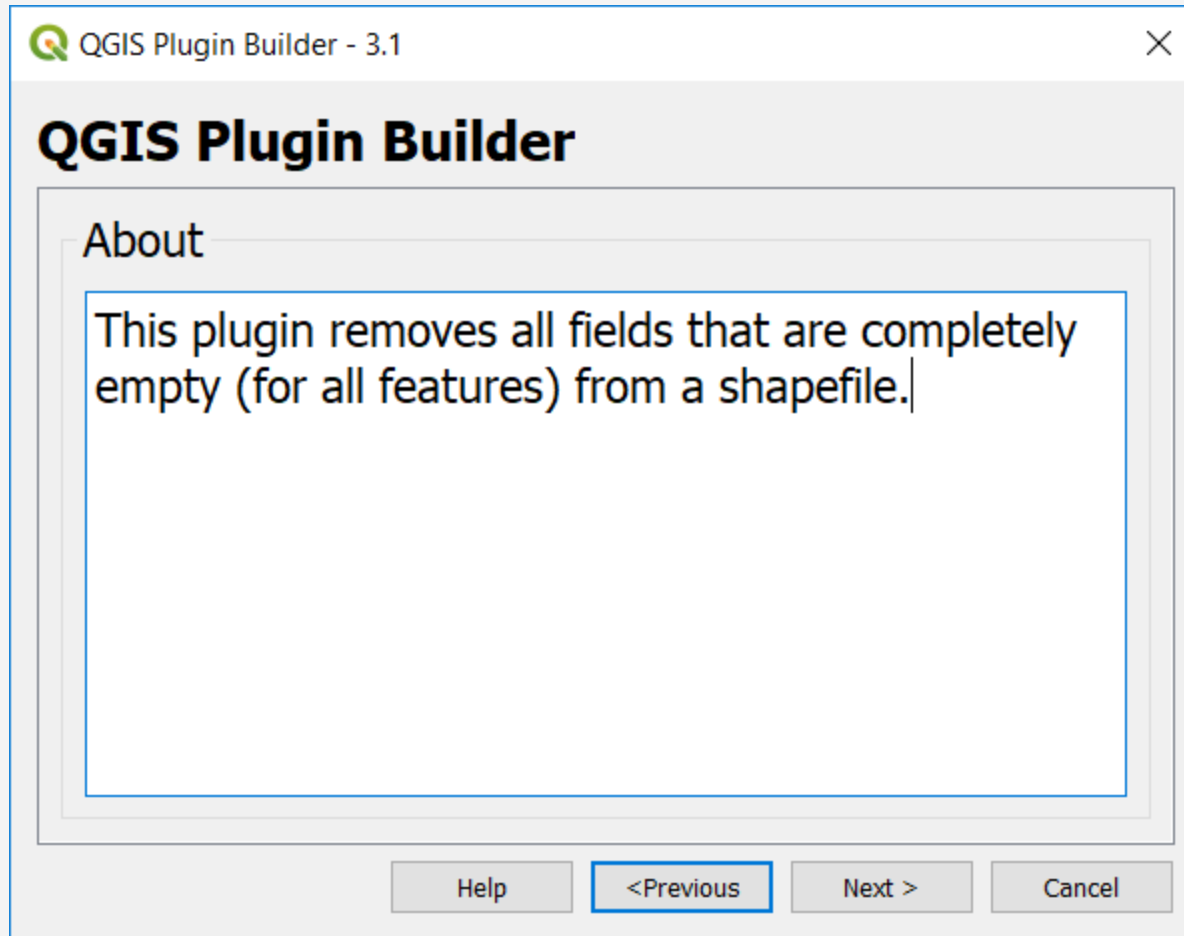 QGIS Plugin Builder - 3.1
QGIS Plugin Builder
About
This plugin removes all fields that are completely
empty (for all features) from a shapefile.
Help
<Previous
Next >
Cancel